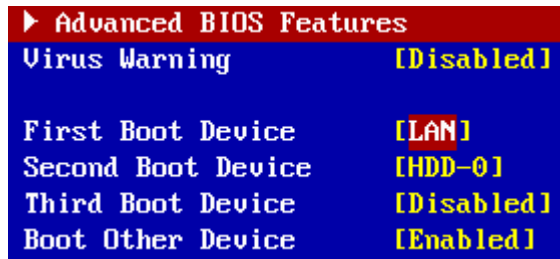 ▶ Advanced BIOS Features
Virus Warning [Disabled]
First Boot Device [LAN]
Second Boot Device [HDD-0]
Third Boot Device [Disabled]
Boot Other Device [Enabled]